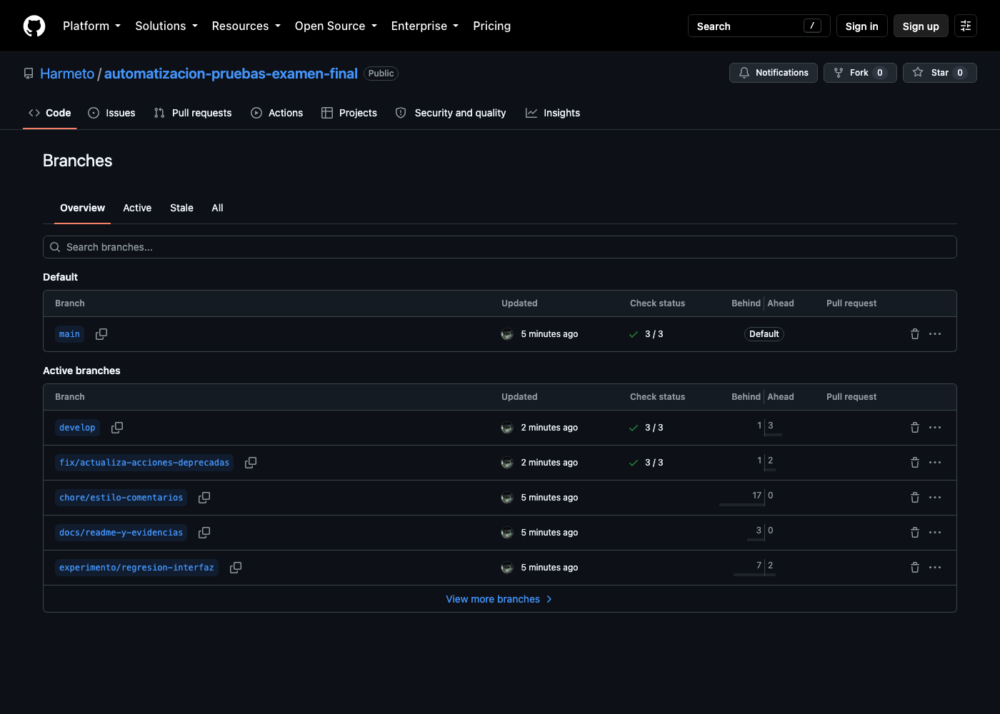 Platform Solutions Resources Open Source Enterprise Pricing Search / Sign in Sign up
Harmeto / automatizacion-pruebas-examen-final Public Notifications Fork 0 Star 0
Code Issues Pull requests Actions Projects Security and quality Insights
Branches
Overview Active Stale All
Search branches...
Default
Branch Updated Check status Behind Ahead Pull request
main 5 minutes ago 3 / 3 Default
Active branches
Branch Updated Check status Behind Ahead Pull request
develop 2 minutes ago 3 / 3 1 3
fix/actualiza-acciones-deprecadas 2 minutes ago 3 / 3 1 2
chore/estilo-comentarios 5 minutes ago 17 0
docs/readme-y-evidencias 5 minutes ago 3 0
experimento/regresion-interfaz 5 minutes ago 7 2
View more branches